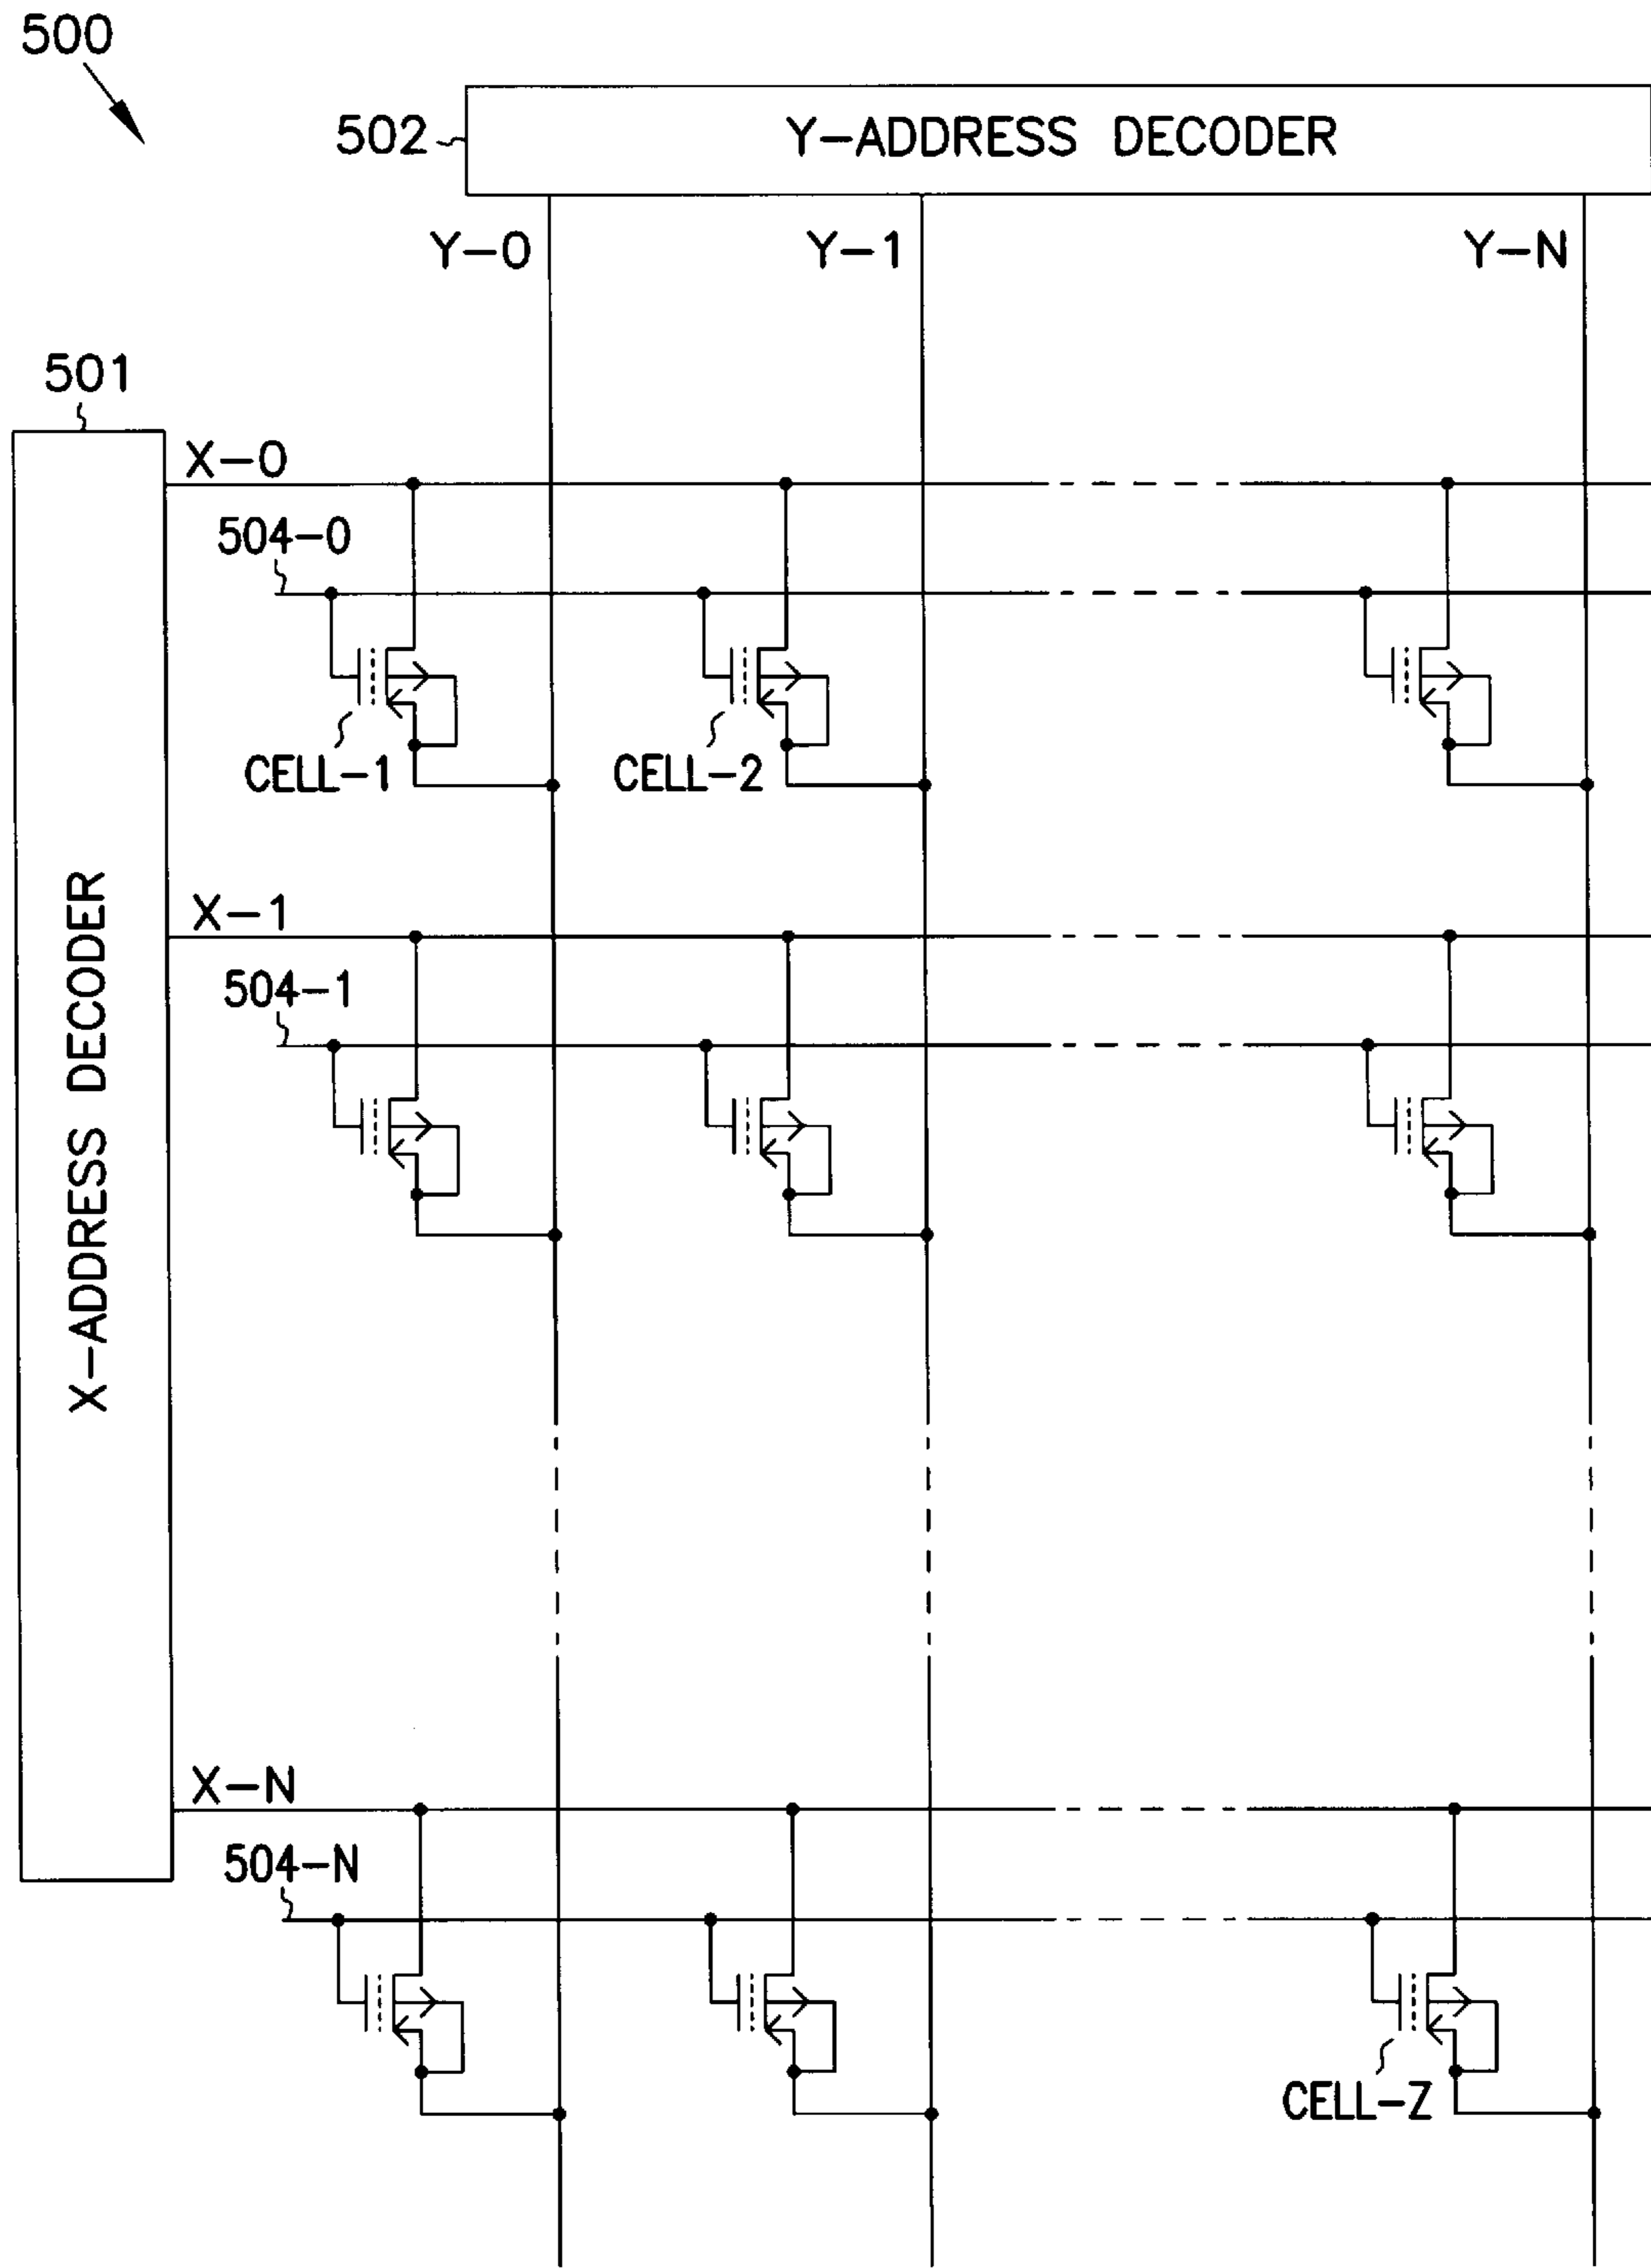 500
502
Y-ADDRESS DECODER
Y-0
Y-1
Y-N
501
X-ADDRESS DECODER
X-0
504-0
CELL-1
CELL-2
X-1
504-1
X-N
504-N
CELL-Z